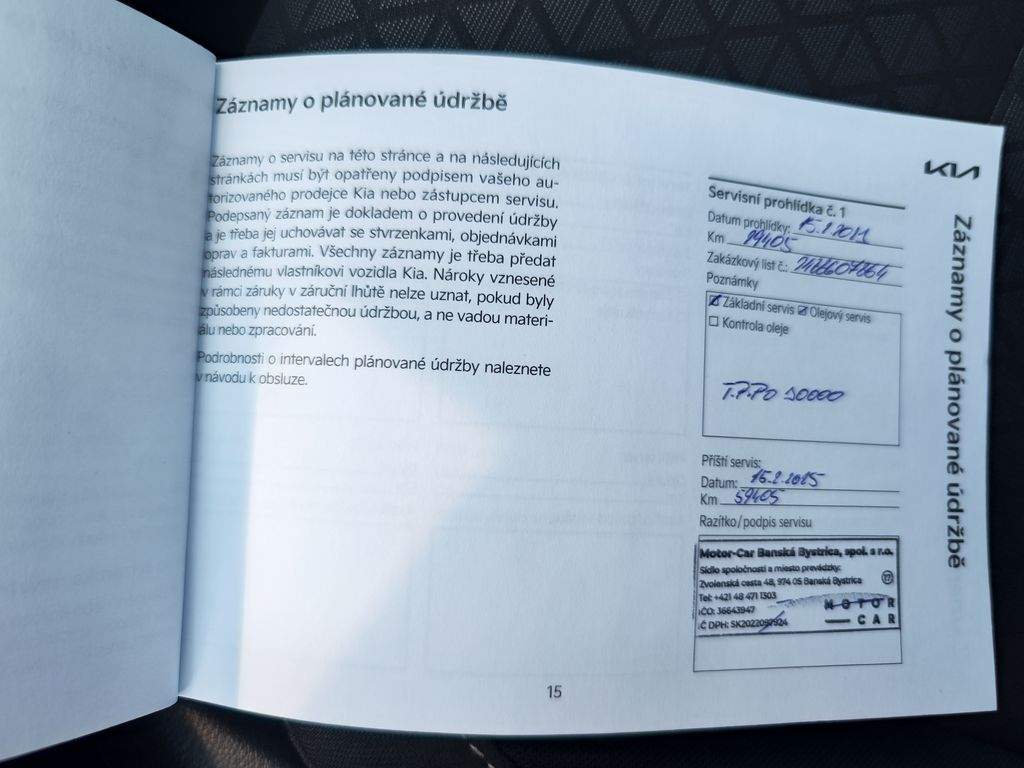 Záznamy o plánované údržbě
Záznamy o servisu na této stránce a na následujících
stránkách musí být opatřeny podpisem vašeho au-
torizovaného prodejce Kia nebo zástupcem servisu.
Podepsaný záznam je dokladem o provedení údržby
a je třeba jej uchovávat se stvrzenkami, objednávkami
oprav a fakturami. Všechny záznamy je třeba předat
následnému vlastníkovi vozidla Kia. Nároky vznesené
v rámci záruky v záruční lhůtě nelze uznat, pokud byly
způsobeny nedostatečnou údržbou, a ne vadou materi-
álu nebo zpracování.
Podrobnosti o intervalech plánované údržby naleznete
v návodu k obsluze.
15
KIA
Servisní prohlídka č. 1
Datum prohlídky:
Km 29405
Zakázkový list č.:
Poznámky
Základní servis Olejový servis
Kontrola oleje
T.P.Po 30000
Příští servis:
Datum: 15.2.2025
Km 59405
Razítko/podpis servisu
Motor-Car Banská Bystrica, spol. s r.o.
Sídlo spoločnosti a miesto prevádzky:
Zvolenská cesta 48, 974 05 Banská Bystrica
Tel: +421 48 471 1303
IČO: 36643947
IČ DPH:
MOTOR
CAR
Záznamy o plánované údržbě